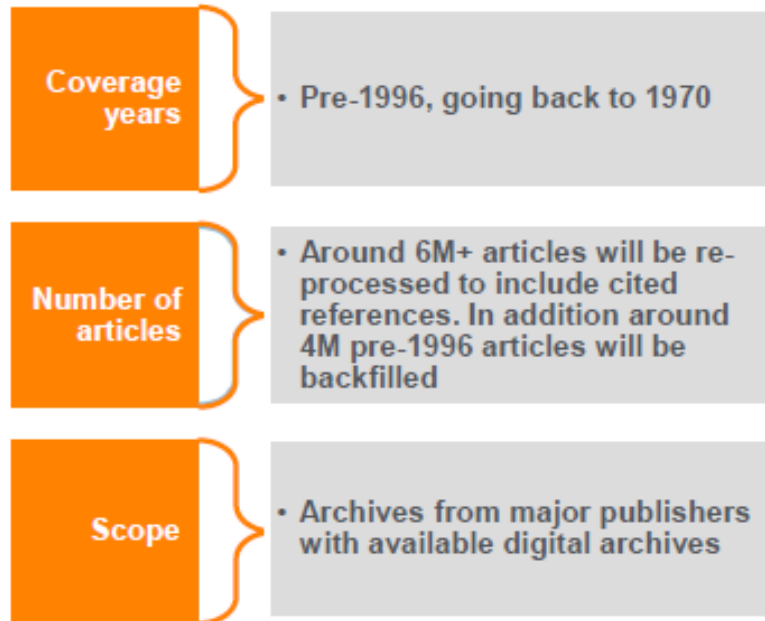 Coverage
years
• Pre-1996, going back to 1970
Number of
articles
• Around 6M+ articles will be re-
processed to include cited
references. In addition around
4M pre-1996 articles will be
backfilled
Scope
• Archives from major publishers
with available digital archives